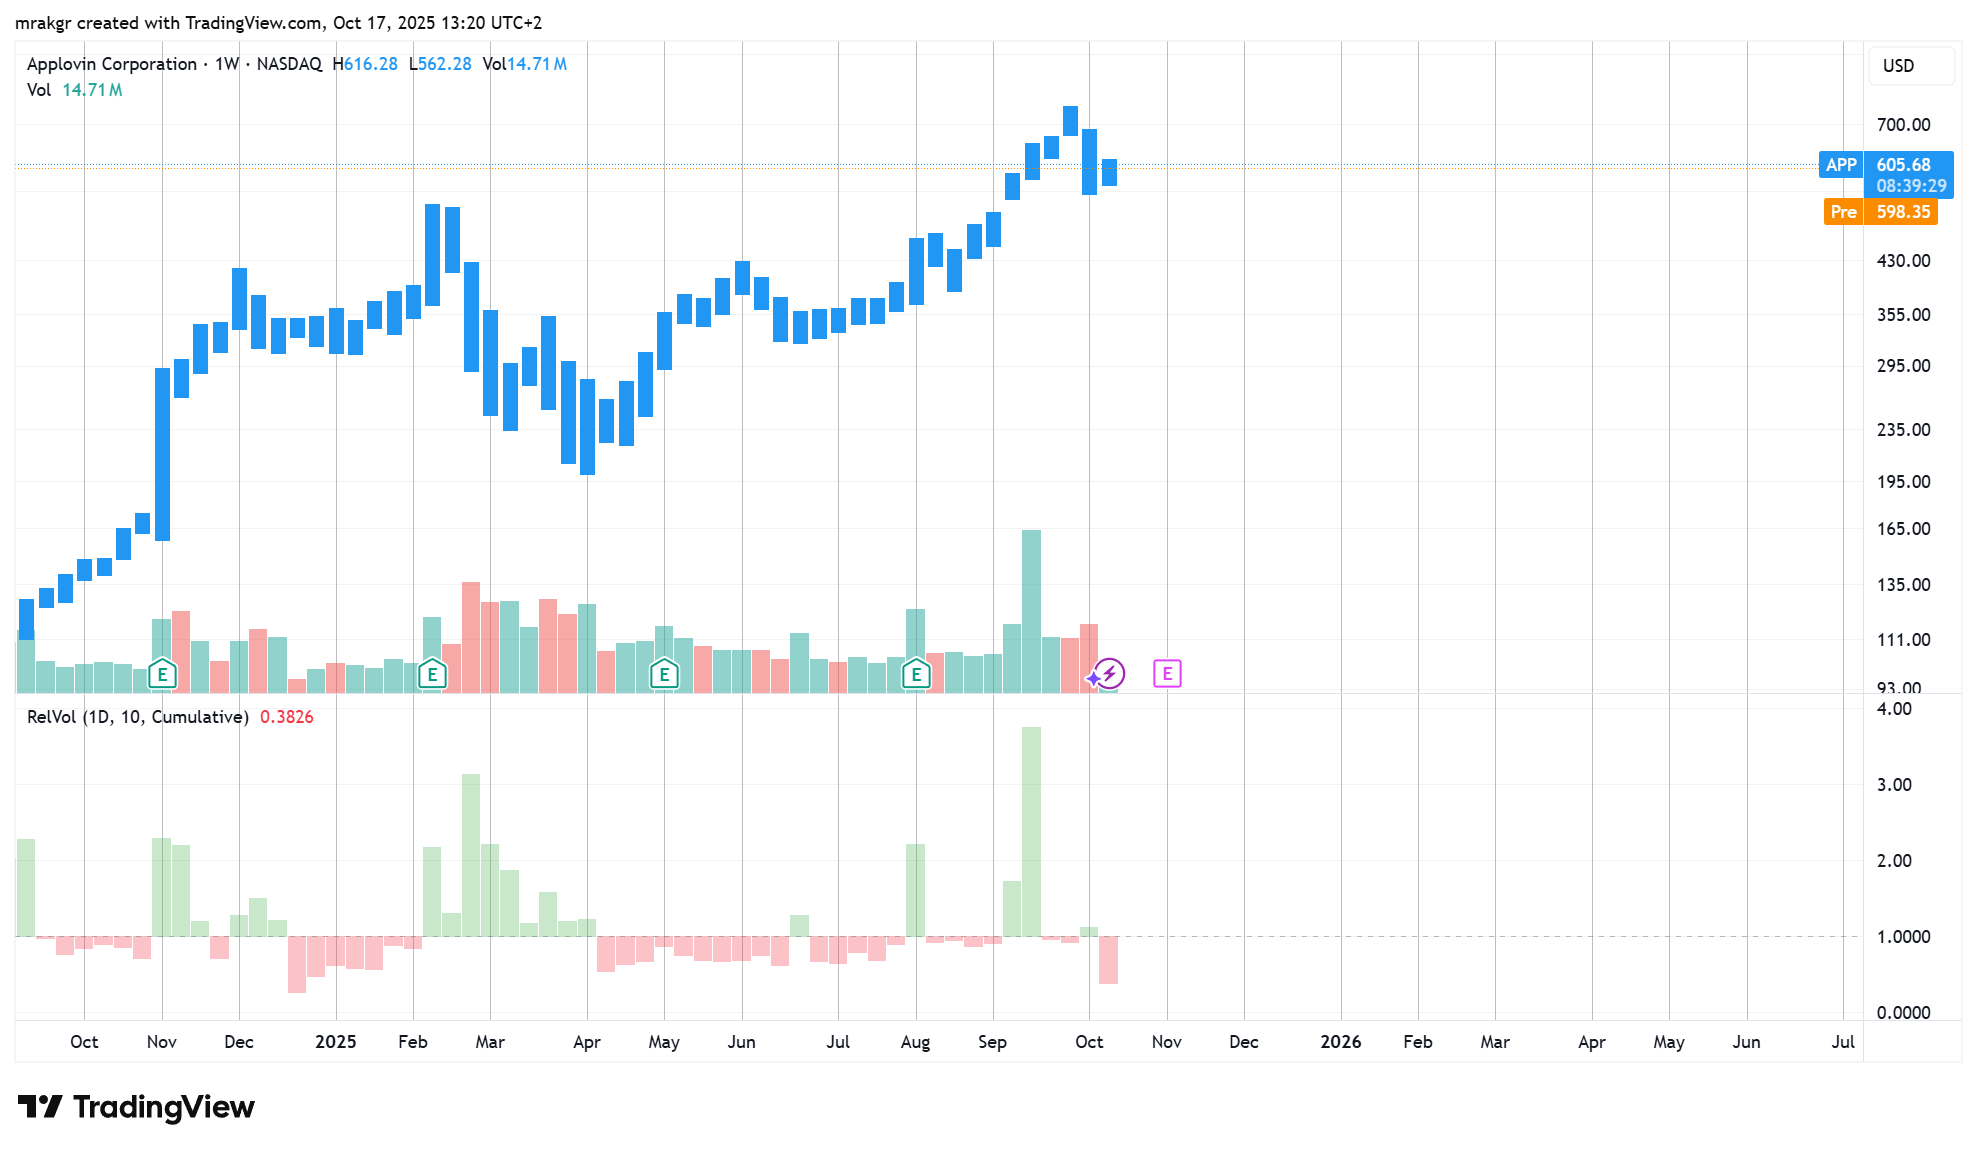 mrakgr created with TradingView.com, Oct 17, 2025 13:20 UTC+2
Applovin Corporation · 1W · NASDAQ H616.28 L562.28 Vol14.71 M
Vol 14.71 M
USD
700.00
APP 605.68
08:39:29
Pre 598.35
430.00
355.00
295.00
235.00
195.00
165.00
135.00
111.00
E E E E E
93.00
RelVol (1D, 10, Cumulative) 0.3826
4.00
3.00
2.00
1.0000
0.0000
Oct Nov Dec 2025 Feb Mar Apr May Jun Jul Aug Sep Oct Nov Dec 2026 Feb Mar Apr May Jun Jul
TradingView